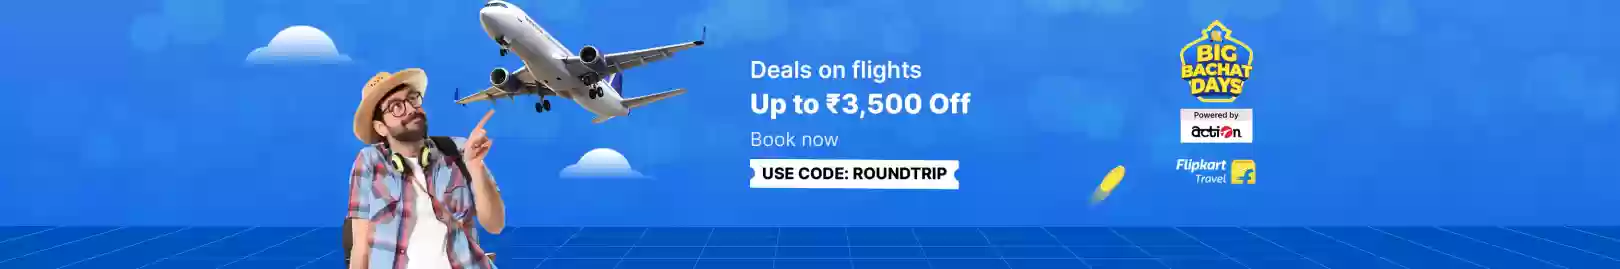 Deals on flights
Up to ₹3,500 Off
Book now
USE CODE: ROUNDTRIP
BIG
BACHAT
DAYS
Powered by
action
Flipkart
Travel